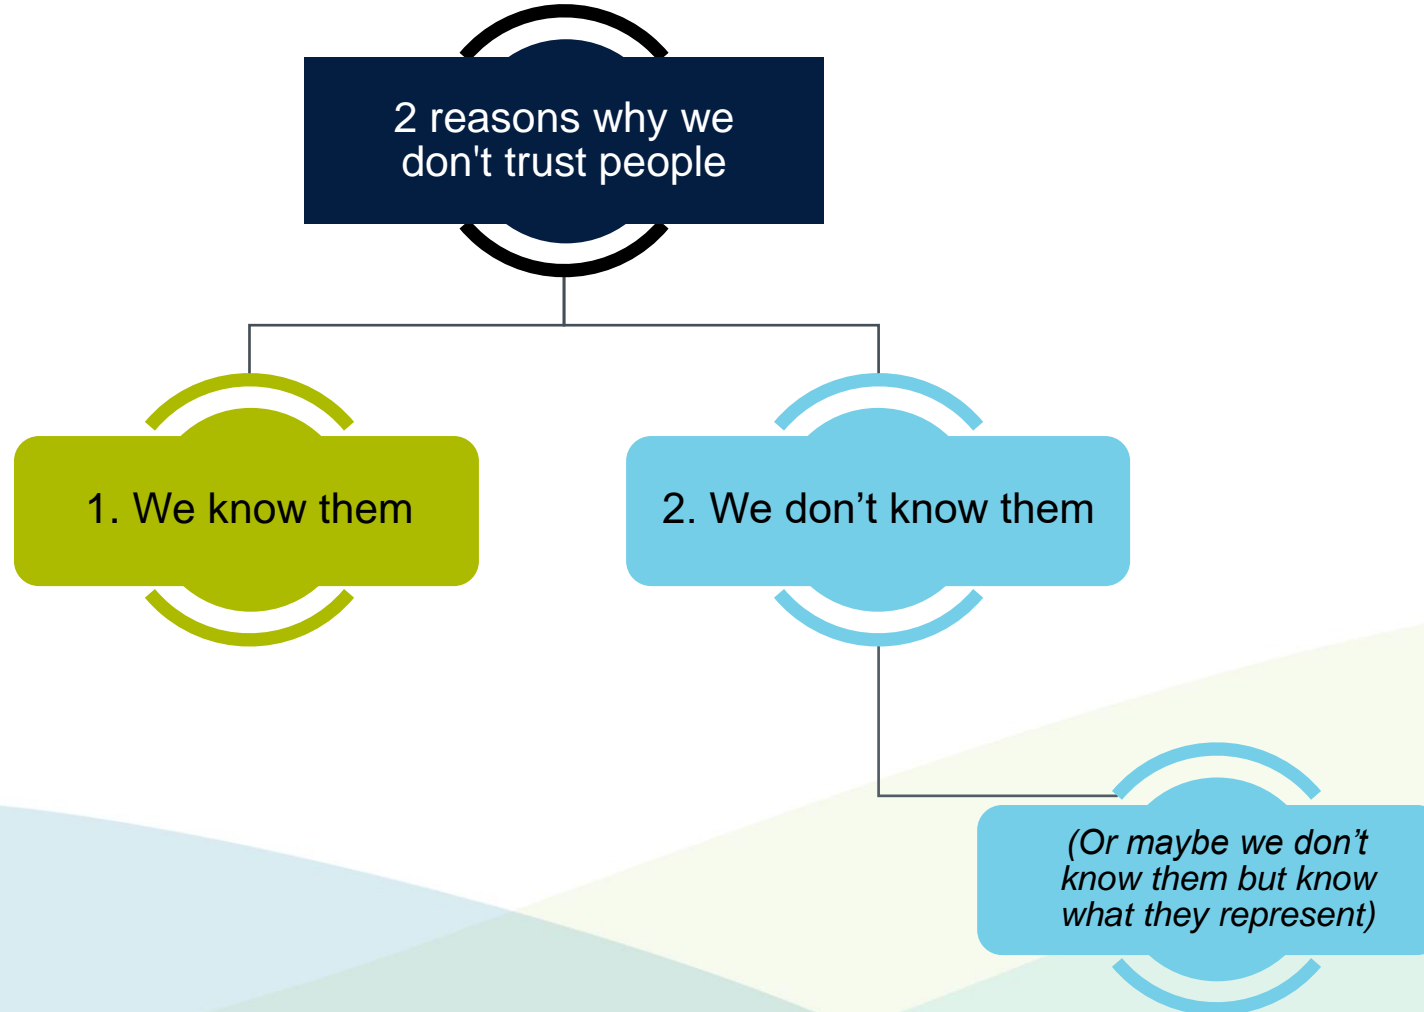 2 reasons why we
don't trust people
1. We know them
2. We don’t know them
(Or maybe we don’t
know them but know
what they represent)